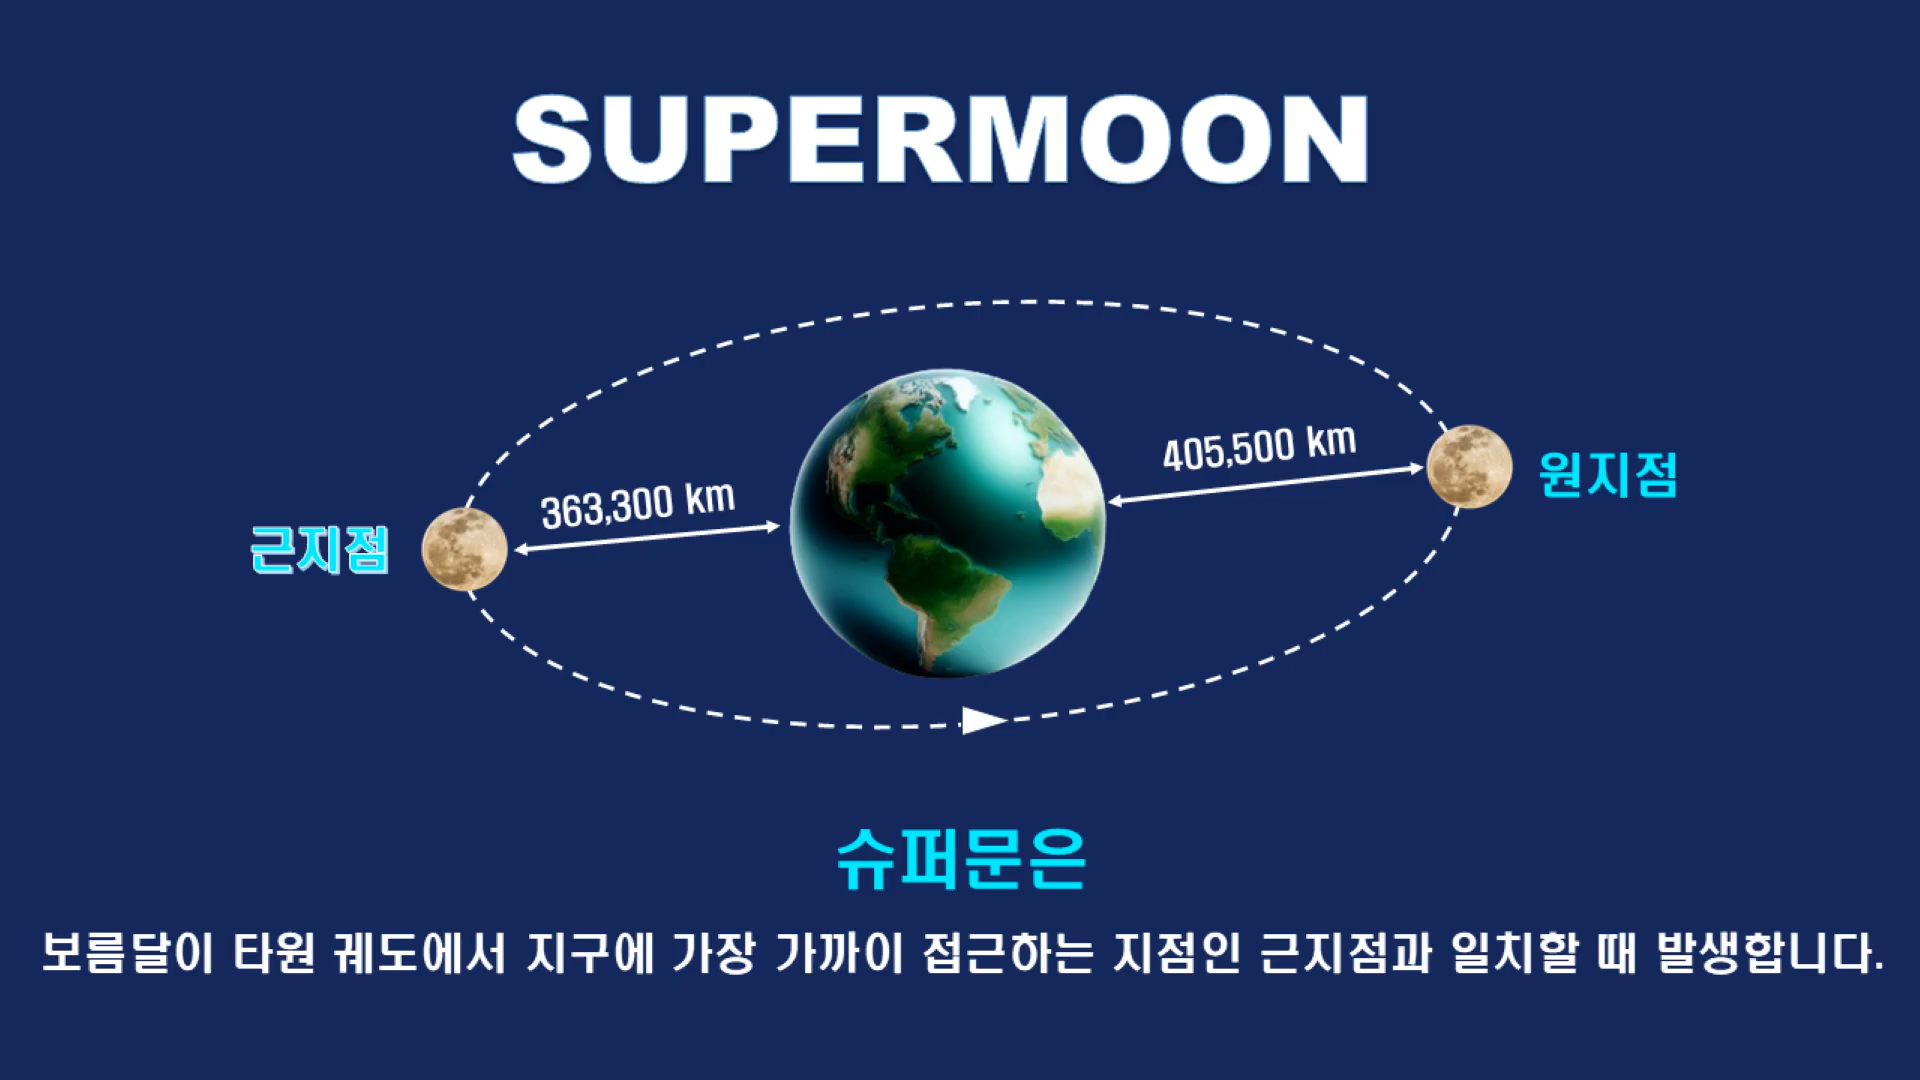 SUPERMOON
405,500 km
원지점
363,300 km
근지점
슈퍼문은
보름달이 타원 궤도에서 지구에 가장 가까이 접근하는 지점인 근지점과 일치할 때 발생합니다.